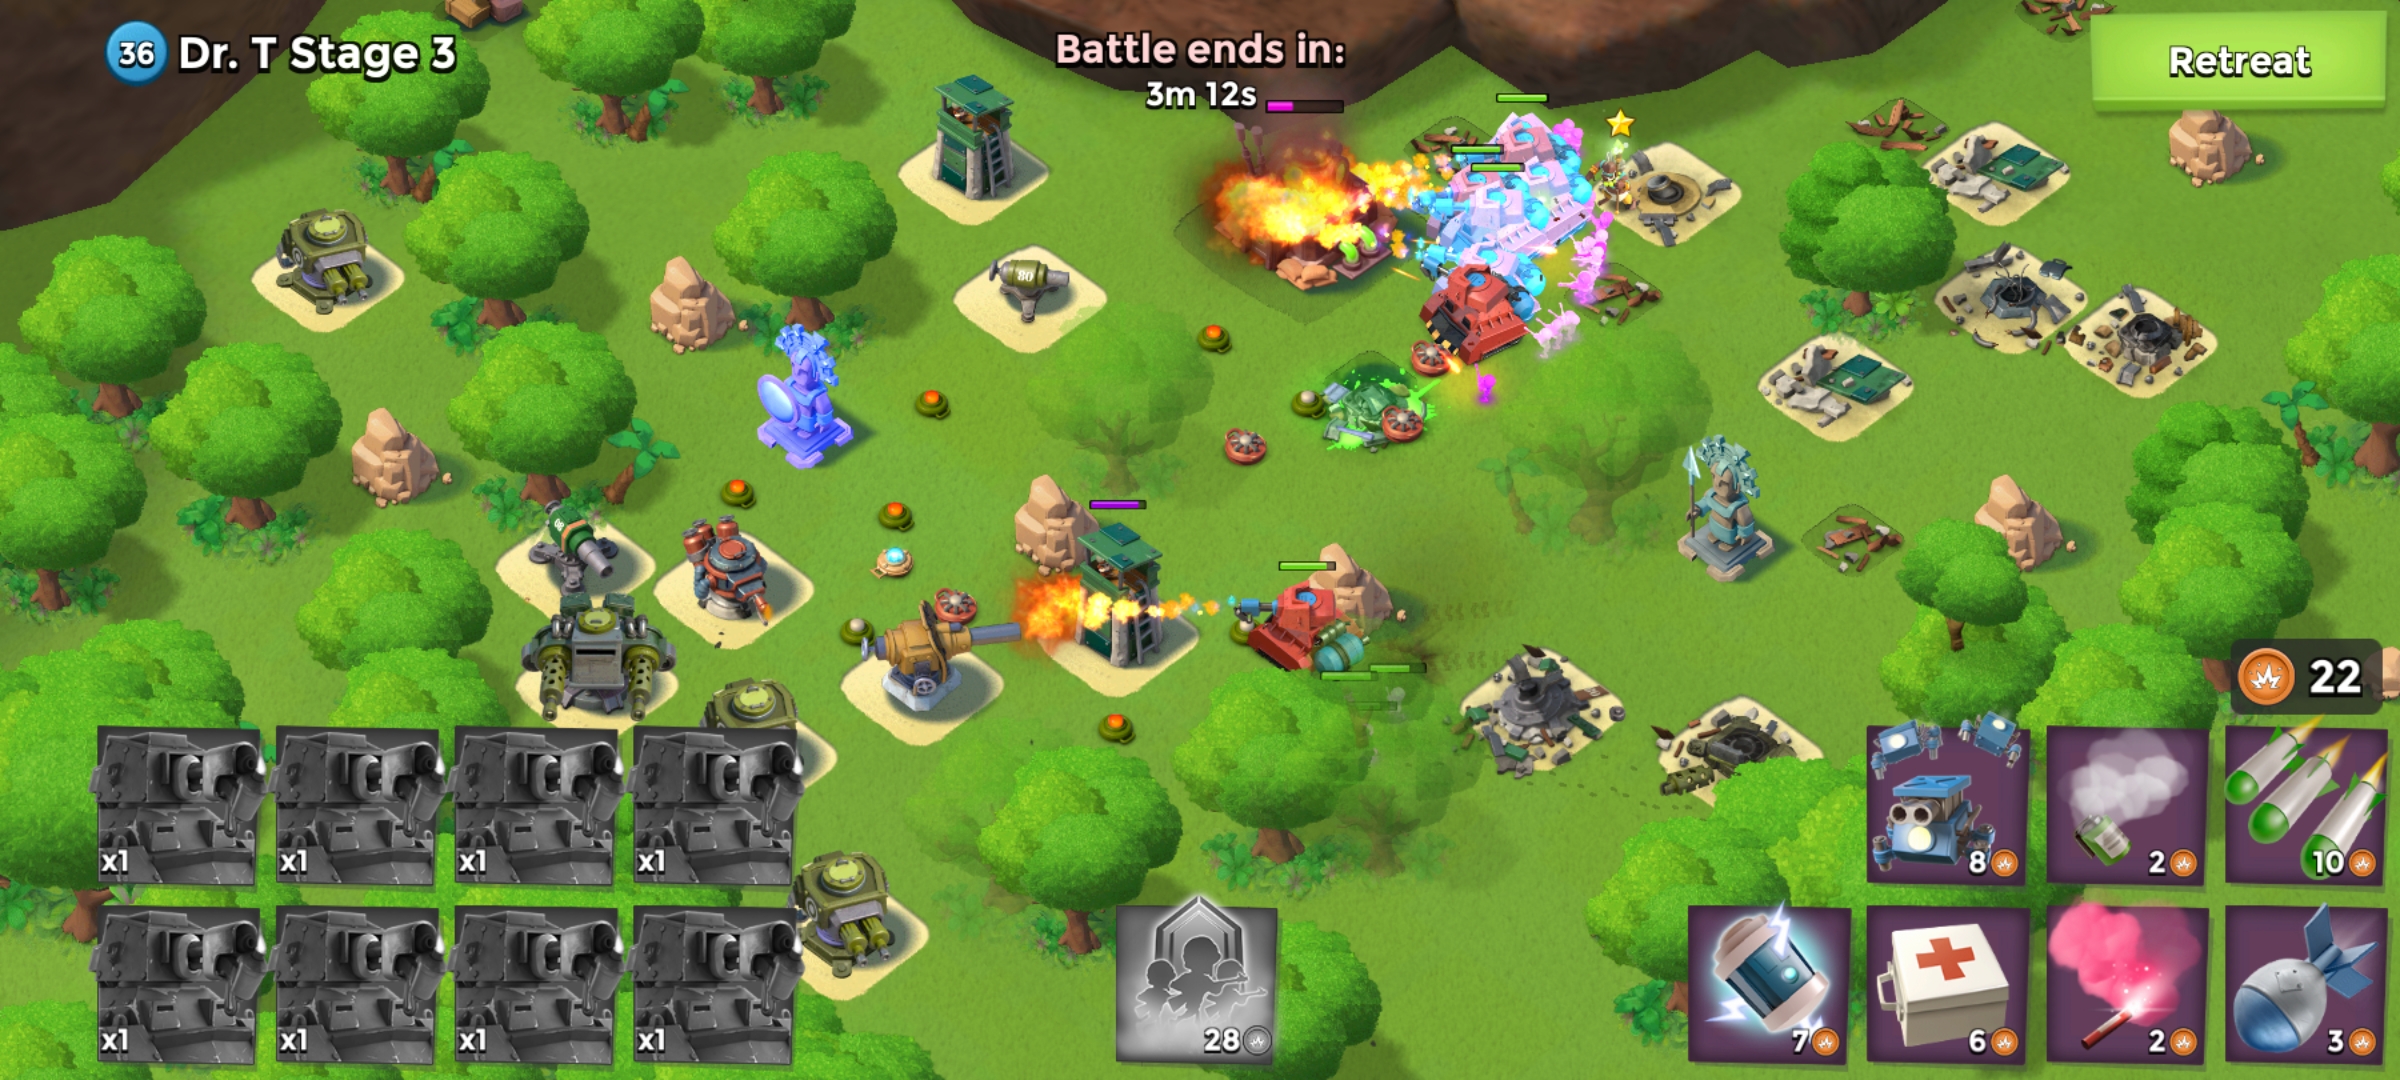 36 Dr. T Stage 3
Battle ends in:
3m 12s
Retreat
80
22
x1 x1 x1 x1
8 2 10
x1 x1 x1 x1
28
7 6 2 3